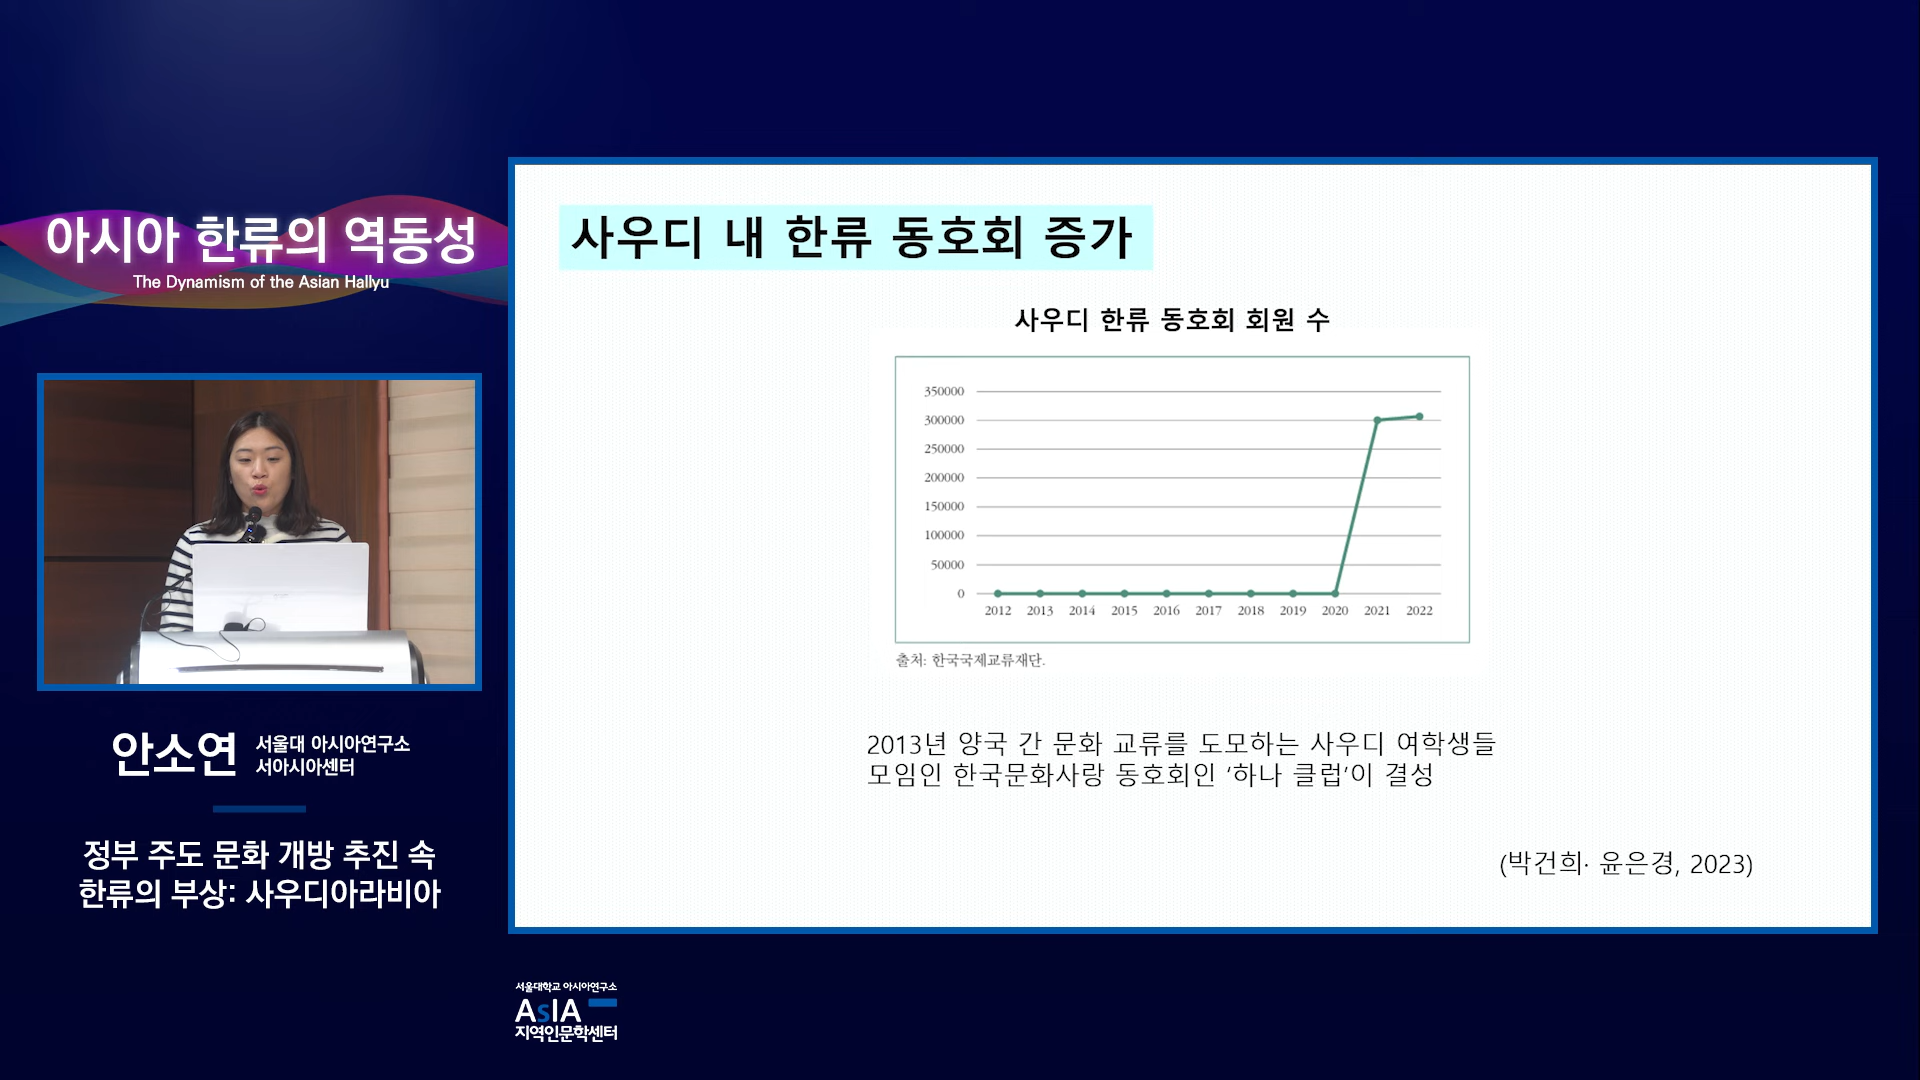 아시아 한류의 역동성
The Dynamism of the Asian Hallyu
안소연
서울대 아시아연구소
서아시아센터
정부 주도 문화 개방 추진 속
한류의 부상: 사우디아라비아
사우디 내 한류 동호회 증가
사우디 한류 동호회 회원 수
350000
300000
250000
200000
150000
100000
50000
0
2012 2013 2014 2015 2016 2017 2018 2019 2020 2021 2022
출처: 한국국제교류재단.
2013년 양국 간 문화 교류를 도모하는 사우디 여학생들
모임인 한국문화사랑 동호회인 ‘하나 클럽’이 결성
(박건희· 윤은경, 2023)
서울대학교 아시아연구소
AsIA
지역인문학센터